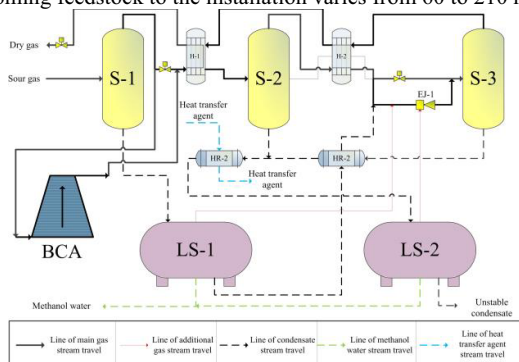 Dry gas
Sour gas
S-1
H-1
S-2
H-2
S-3
EJ-1
Heat transfer
agent
HR-2
HR-2
Heat transfer
agent
BCA
LS-1
LS-2
Methanol water
Unstable
condensate
Line of main gas
stream travel
Line of additional
gas stream travel
Line of condensate
stream travel
Line of methanol
water stream travel
Line of heat
transfer agent
stream travel